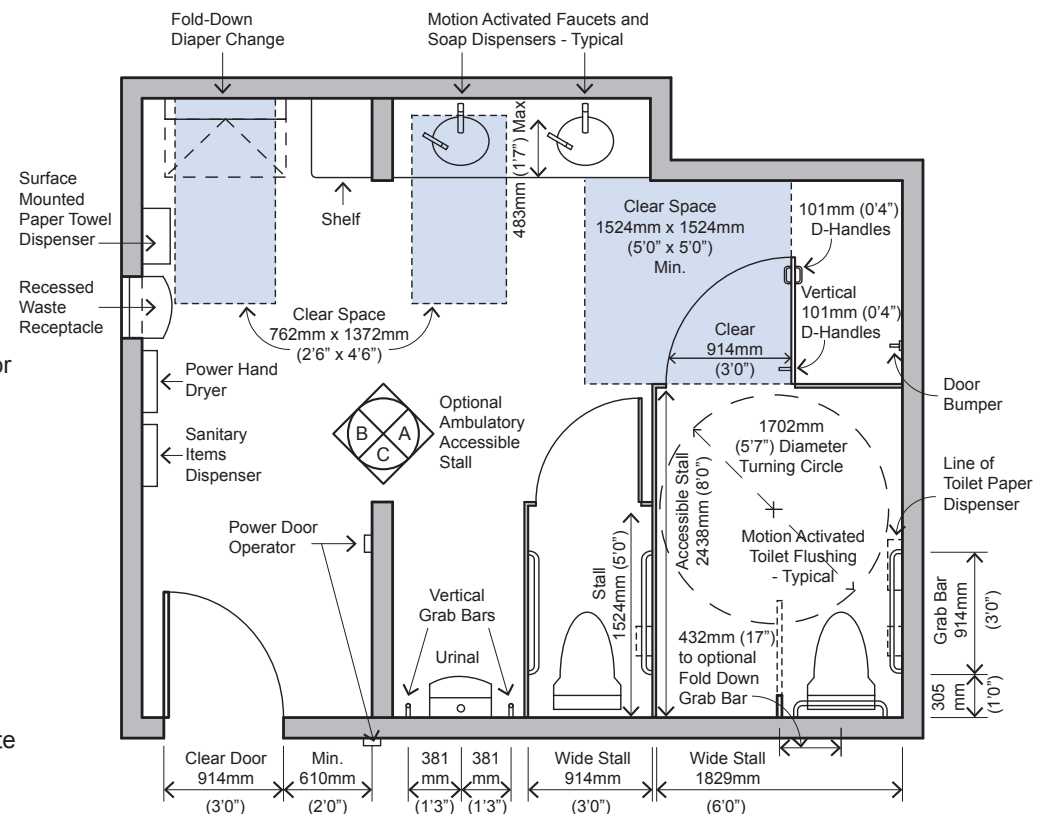 Fold-Down
Diaper Change
Motion Activated Faucets and
Soap Dispensers - Typical
Surface
Mounted
Paper Towel
Dispenser
Shelf
483mm (1'7") Max
Clear Space
1524mm x 1524mm
(5'0" x 5'0")
Min.
101mm (0'4")
D-Handles
Recessed
Waste
Receptacle
Clear Space
762mm x 1372mm
(2'6" x 4'6")
Vertical
101mm (0'4")
D-Handles
Clear
914mm
(3'0")
or
Power Hand
Dryer
Door
Bumper
B
A
C
Optional
Ambulatory
Accessible
Stall
Sanitary
Items
Dispenser
1702mm
(5'7") Diameter
Turning Circle
Line of
Toilet Paper
Dispenser
Accessible Stall
2438mm (8'0")
Power Door
Operator
Motion Activated
Toilet Flushing
- Typical
Stall
1524mm (5'0")
Vertical
Grab Bars
Grab Bar
914mm
(3'0")
Urinal
432mm (17")
to optional
Fold Down
Grab Bar
305
mm
(1'0")
te
Clear Door
914mm
(3'0")
Min.
610mm
(2'0")
381
mm
(1'3")
381
mm
(1'3")
Wide Stall
914mm
(3'0")
Wide Stall
1829mm
(6'0")